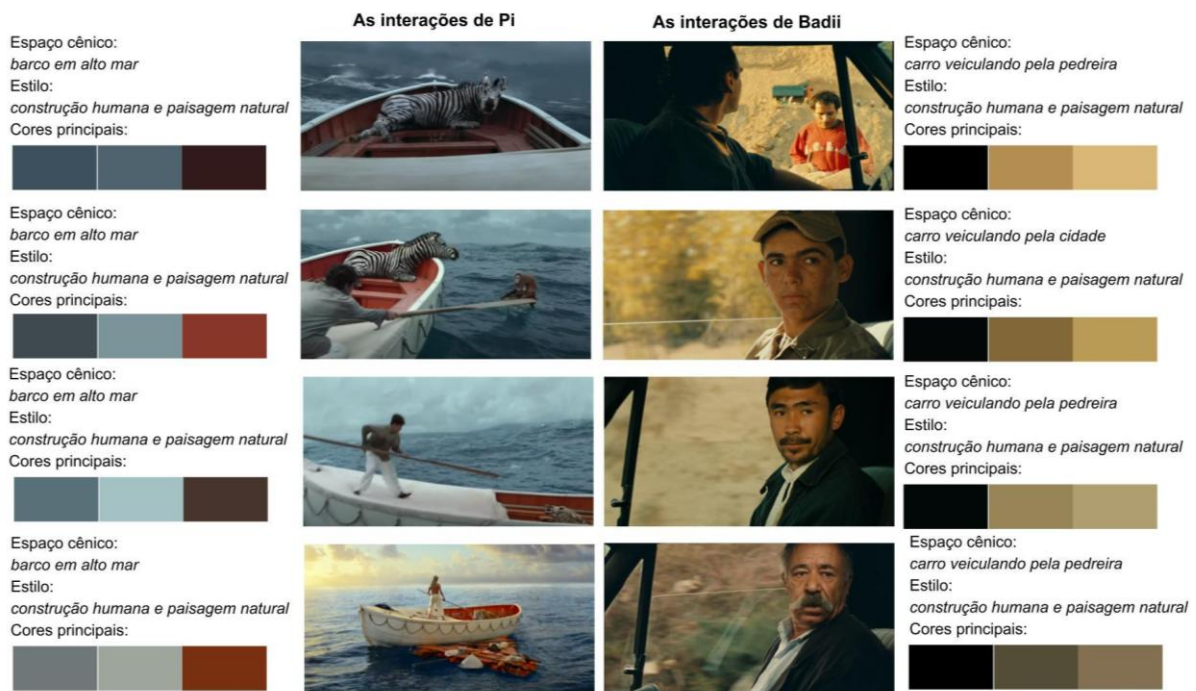 As interações de Pi
As interações de Badii
Espaço cênico:
barco em alto mar
Estilo:
construção humana e paisagem natural
Cores principais:
Espaço cênico:
carro veiculando pela pedreira
Estilo:
construção humana e paisagem natural
Cores principais:
Espaço cênico:
barco em alto mar
Estilo:
construção humana e paisagem natural
Cores principais:
Espaço cênico:
carro veiculando pela cidade
Estilo:
construção humana e paisagem natural
Cores principais:
Espaço cênico:
barco em alto mar
Estilo:
construção humana e paisagem natural
Cores principais:
Espaço cênico:
carro veiculando pela pedreira
Estilo:
construção humana e paisagem natural
Cores principais:
Espaço cênico:
barco em alto mar
Estilo:
construção humana e paisagem natural
Cores principais:
Espaço cênico:
carro veiculando pela pedreira
Estilo:
construção humana e paisagem natural
Cores principais: